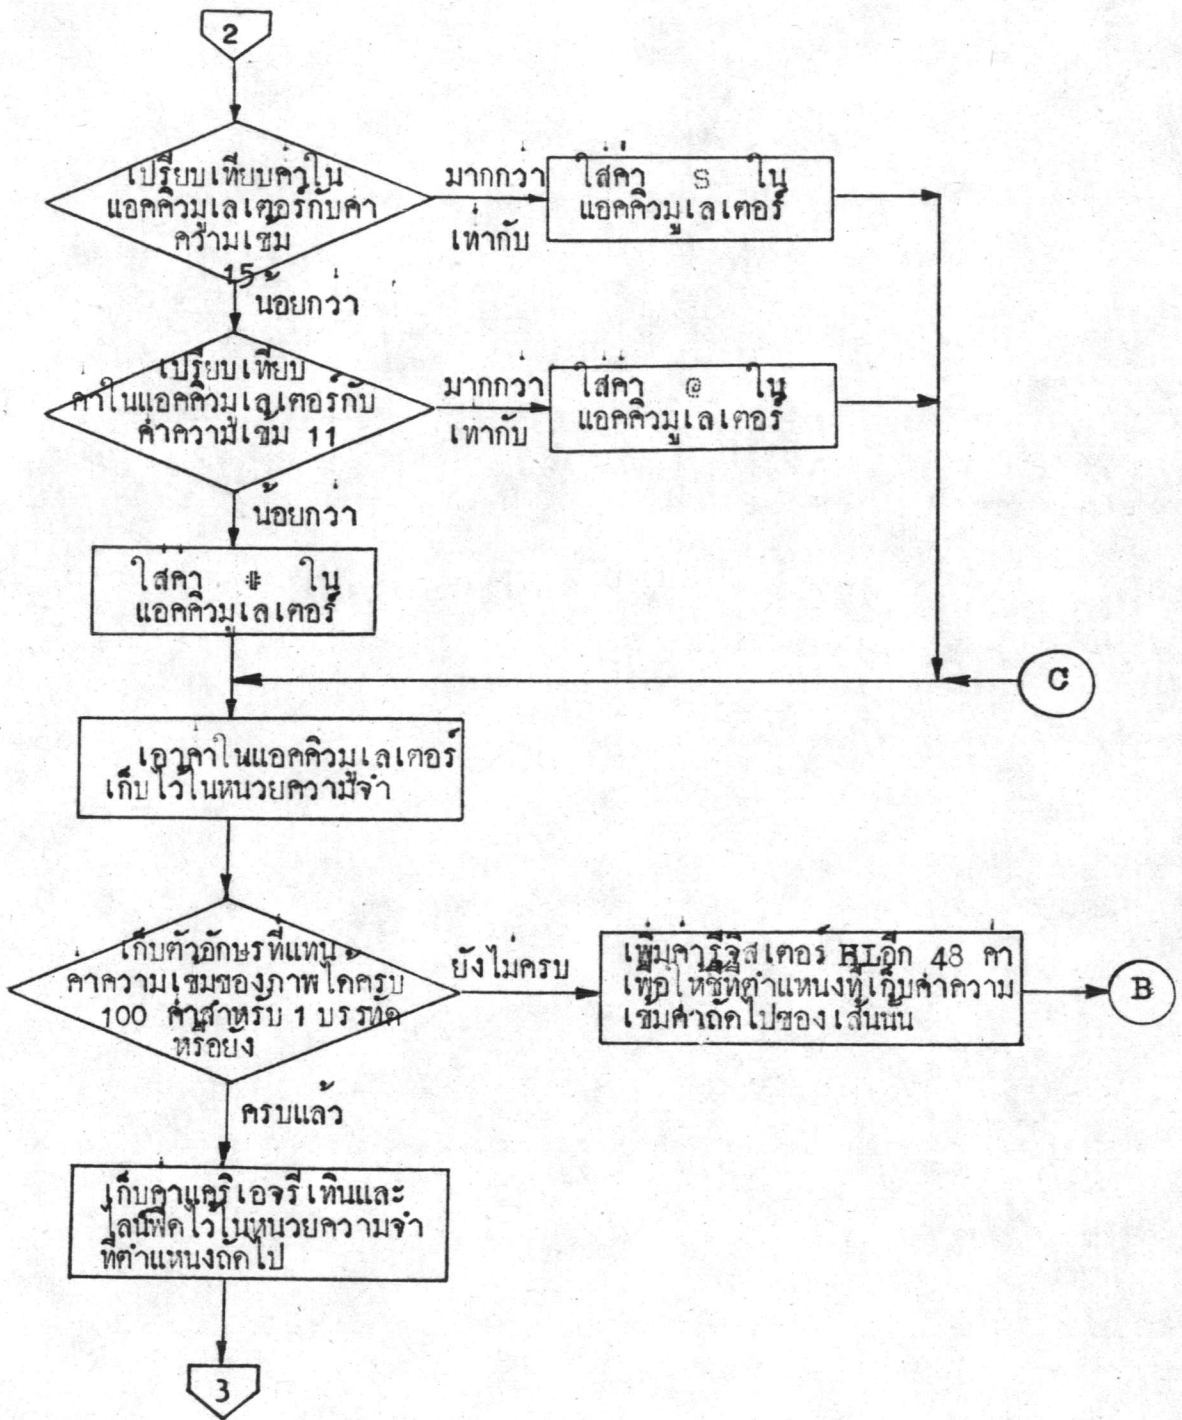 2
เปรียบเทียบค่าใน
แอคคิวมูเลเตอร์กับค่า
ความเข้ม
15
มากกว่า
เท่ากับ
ใส่ค่า S ใน
แอคคิวมูเลเตอร์
น้อยกว่า
เปรียบเทียบ
ค่าในแอคคิวมูเลเตอร์กับ
ค่าความเข้ม 11
มากกว่า
เท่ากับ
ใส่ค่า @ ใน
แอคคิวมูเลเตอร์
น้อยกว่า
ใส่ค่า # ใน
แอคคิวมูเลเตอร์
C
เอาค่าในแอคคิวมูเลเตอร์
เก็บไว้ในหน่วยความจำ
เก็บตัวอักษรที่แทน
ค่าความเข้มของภาพได้ครบ
100 ค่าสำหรับ 1 บรรทัด
หรือยัง
ยังไม่ครบ
เพิ่มค่ารีจิสเตอร์ HLอีก 48 ค่า
เพื่อให้ชี้ที่ตำแหน่งที่เก็บค่าความ
เข้มค่าถัดไปของเส้นนั้น
B
ครบแล้ว
เก็บค่าแคริเอจรีเทินและ
ไลน์ฟีดไว้ในหน่วยความจำ
ที่ตำแหน่งถัดไป
3